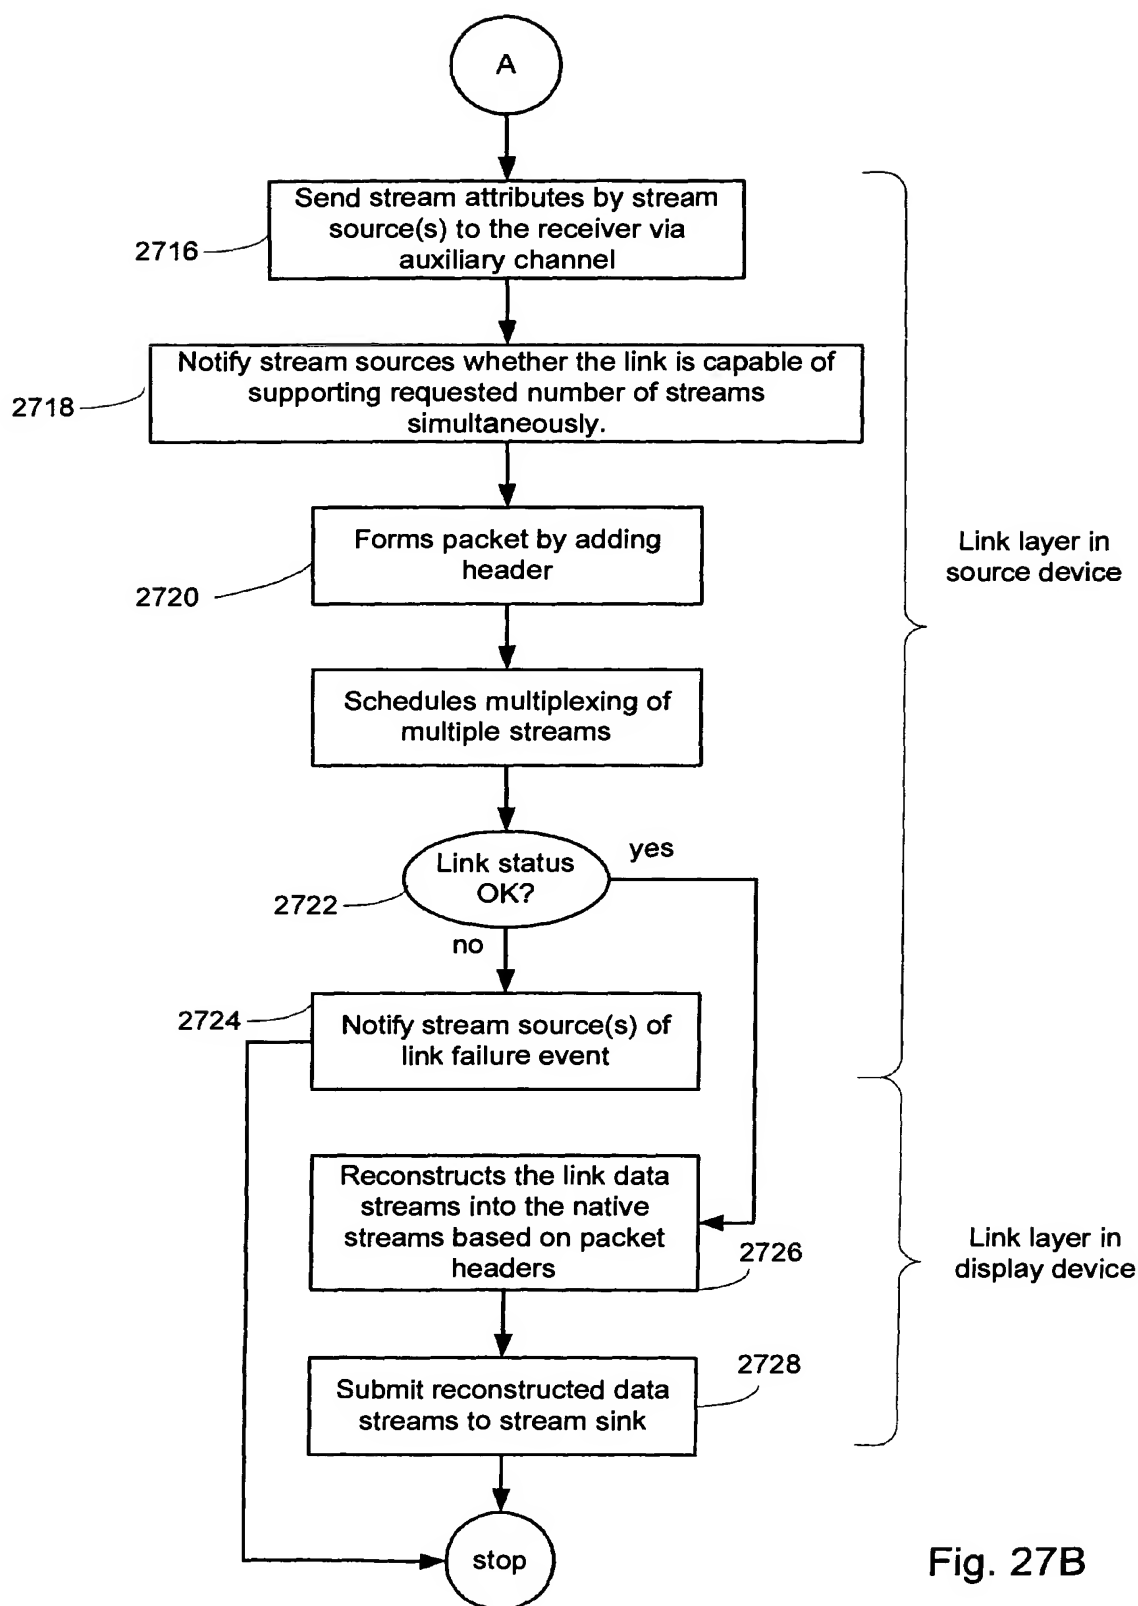 A
Send stream attributes by stream
source(s) to the receiver via
auxiliary channel
2716
Notify stream sources whether the link is capable of
supporting requested number of streams
simultaneously.
2718
Forms packet by adding
header
2720
Link layer in
source device
Schedules multiplexing of
multiple streams
Link status
OK?
yes
2722
no
2724
Notify stream source(s) of
link failure event
Reconstructs the link data
streams into the native
streams based on packet
headers
2726
Link layer in
display device
2728
Submit reconstructed data
streams to stream sink
stop
Fig. 27B